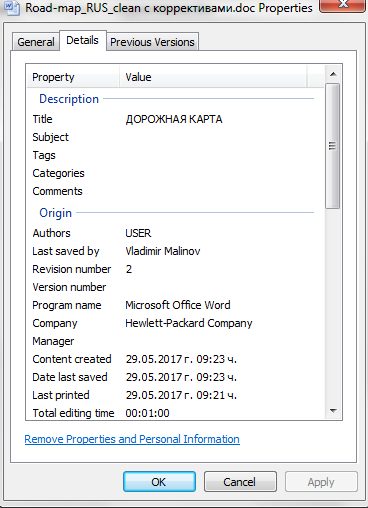 Road-map_RUS_clean с коррективами.doc Properties
General Details Previous Versions
Property Value
Description
Title ДОРОЖНАЯ КАРТА
Subject
Tags
Categories
Comments
Origin
Authors USER
Last saved by Vladimir Malinov
Revision number 2
Version number
Program name Microsoft Office Word
Company Hewlett-Packard Company
Manager
Content created 29.05.2017 г. 09:23 ч.
Date last saved 29.05.2017 г. 09:23 ч.
Last printed 29.05.2017 г. 09:21 ч.
Total editing time 00:01:00
Remove Properties and Personal Information
OK Cancel Apply